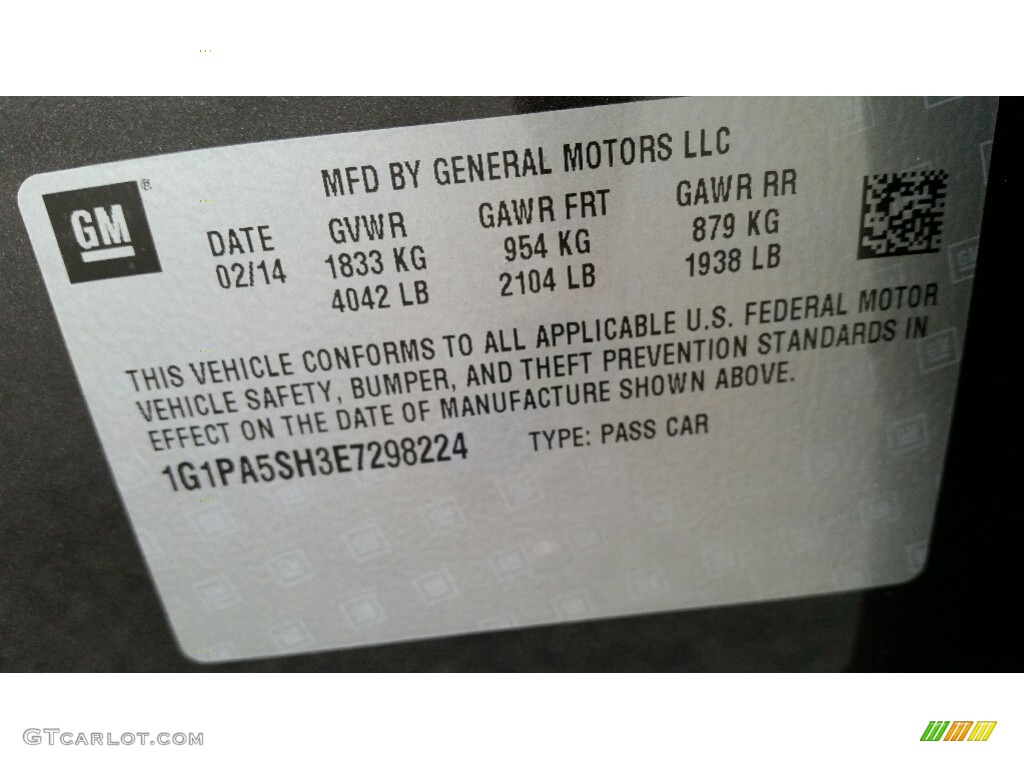 MFD BY GENERAL MOTORS LLC
GM®
DATE GVWR GAWR FRT GAWR RR
02/14 1833 KG 954 KG 879 KG
4042 LB 2104 LB 1938 LB
THIS VEHICLE CONFORMS TO ALL APPLICABLE U.S. FEDERAL MOTOR
VEHICLE SAFETY, BUMPER, AND THEFT PREVENTION STANDARDS IN
EFFECT ON THE DATE OF MANUFACTURE SHOWN ABOVE.
1G1PA5SH3E7298224 TYPE: PASS CAR
GTCARLOT.COM